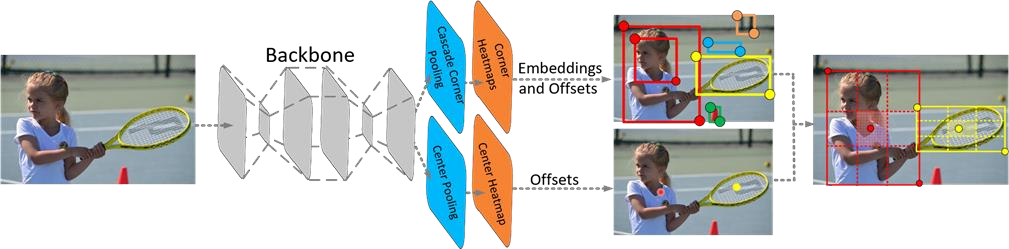 Backbone
Cascade Corner
Pooling
Corner
Heatmaps
Embeddings
and Offsets
Center Pooling
Center Heatmap
Offsets